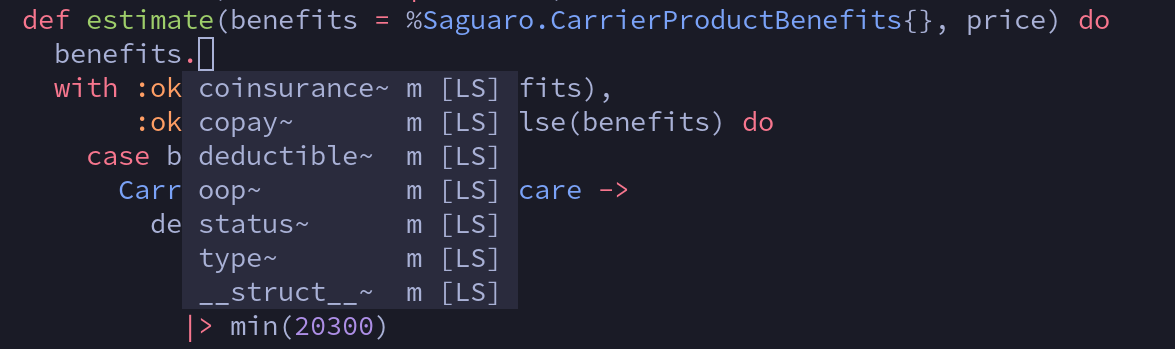 def estimate(benefits = %Saguaro.CarrierProductBenefits{}, price) do
benefits.
with :ok coinsurance~ m [LS] fits),
:ok copay~ m [LS] lse(benefits) do
case b deductible~ m [LS]
Carr oop~ m [LS] care ->
de status~ m [LS]
type~ m [LS]
__struct__~ m [LS]
|> min(20300)